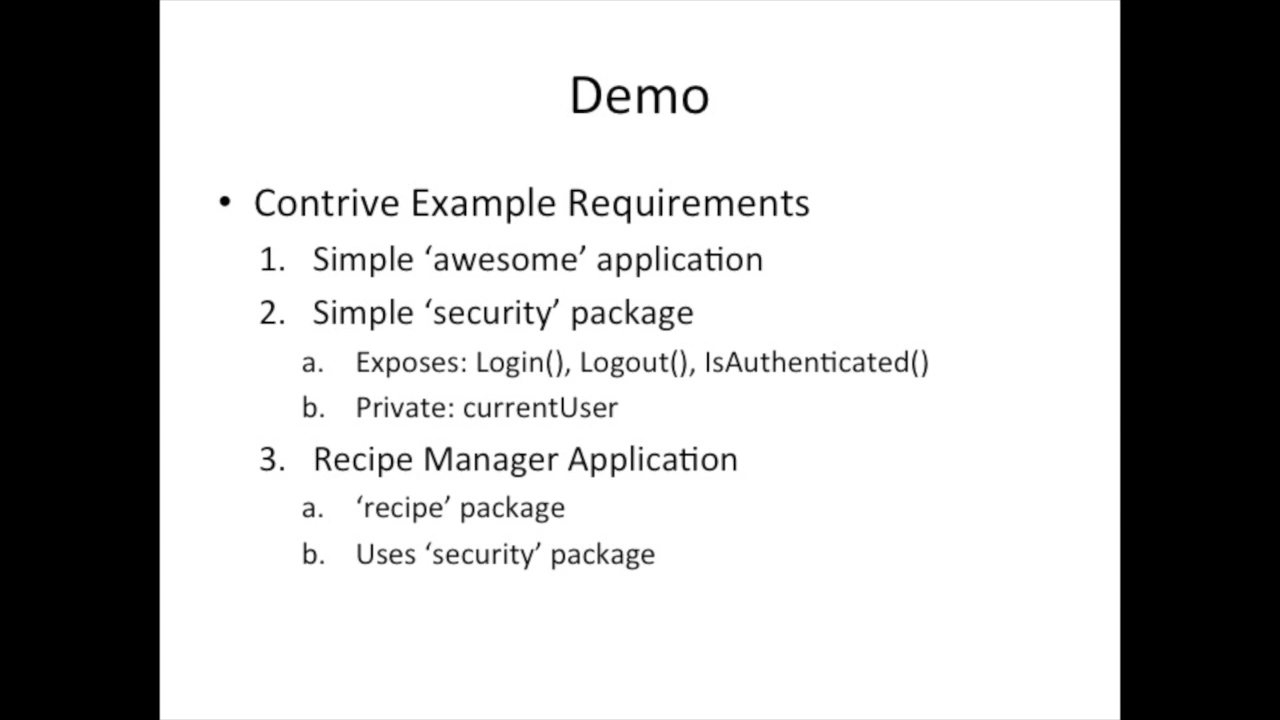 Demo
• Contrive Example Requirements
1. Simple ‘awesome’ application
2. Simple ‘security’ package
a. Exposes: Login(), Logout(), IsAuthenticated()
b. Private: currentUser
3. Recipe Manager Application
a. ‘recipe’ package
b. Uses ‘security’ package